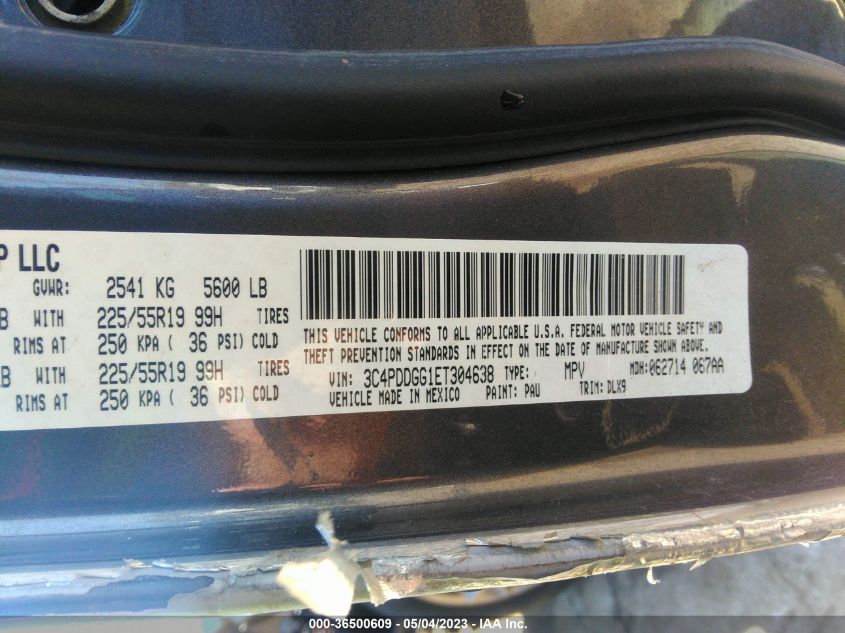 P LLC
GVWR: 2541 KG 5600 LB
B WITH 225/55R19 99H TIRES
RIMS AT 250 KPA ( 36 PSI) COLD
B WITH 225/55R19 99H TIRES
RIMS AT 250 KPA ( 36 PSI) COLD
THIS VEHICLE CONFORMS TO ALL APPLICABLE U.S.A. FEDERAL MOTOR VEHICLE SAFETY AND
THEFT PREVENTION STANDARDS IN EFFECT ON THE DATE OF MANUFACTURE SHOWN ABOVE.
VIN: 3C4PDDGG1ET304638 TYPE: MPV MDH: 062714 067AA
VEHICLE MADE IN MEXICO PAINT: PAU TRIM: DLX9
000-36500609 - 05/04/2023 - IAA Inc.